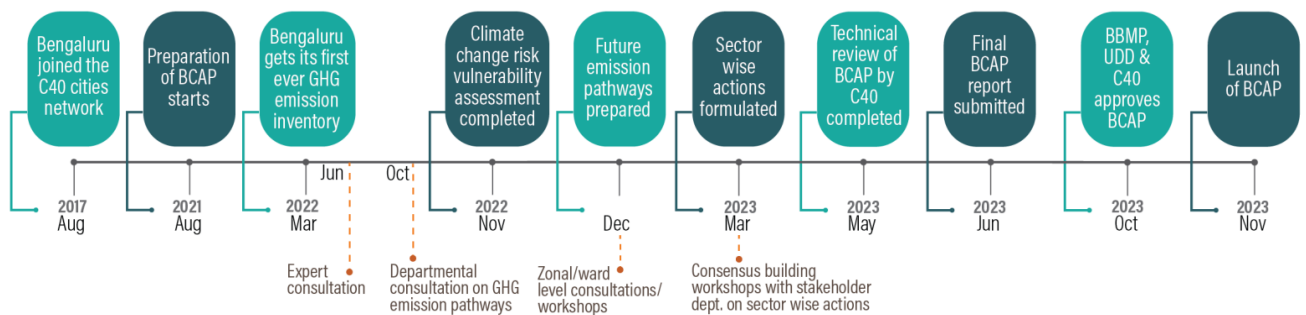 Bengaluru
joined the
C40 cities
network
Preparation
of BCAP
starts
Bengaluru
gets its first
ever GHG
emission
inventory
Climate
change risk
vulnerability
assessment
completed
Future
emission
pathways
prepared
Sector
wise
actions
formulated
Technical
review of
BCAP by
C40
completed
Final
BCAP
report
submitted
BBMP,
UDD &
C40
approves
BCAP
Launch
of BCAP
Jun
Oct
2017
Aug
2021
Aug
2022
Mar
2022
Nov
Dec
2023
Mar
2023
May
2023
Jun
2023
Oct
2023
Nov
Expert
consultation
Departmental
consultation on GHG
emission pathways
Zonal/ward
level consultations/
workshops
Consensus building
workshops with stakeholder
dept. on sector wise actions